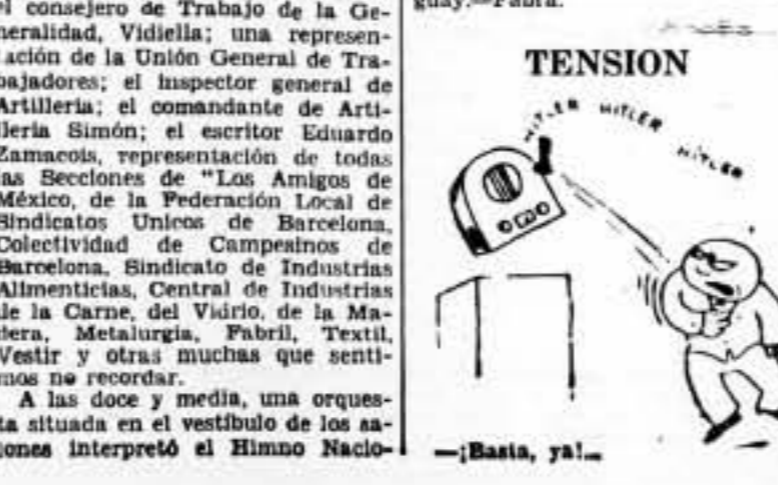 el consejero de Trabajo de la Ge-
neralidad, Vidiella; una represen-
tación de la Unión General de Tra-
bajadores; el inspector general de
Artillería; el comandante de Arti-
llería Simón; el escritor Eduardo
Zamacois, representación de todas
las Secciones de "Los Amigos de
México, de la Federación Local de
Sindicatos Unicos de Barcelona,
Colectividad de Campesinos de
Barcelona, Sindicato de Industrias
Alimenticias, Central de Industrias
de la Carne, del Vidrio, de la Ma-
dera, Metalurgia, Fabril, Textil,
Vestir y otras muchas que senti-
mos no recordar.
A las doce y media, una orques-
ta situada en el vestíbulo de los sa-
lones interpretó el Himno Nacio-
guay.—Fabra.
TENSION
HITLER HITLER HITLER
—¡Basta, ya!...